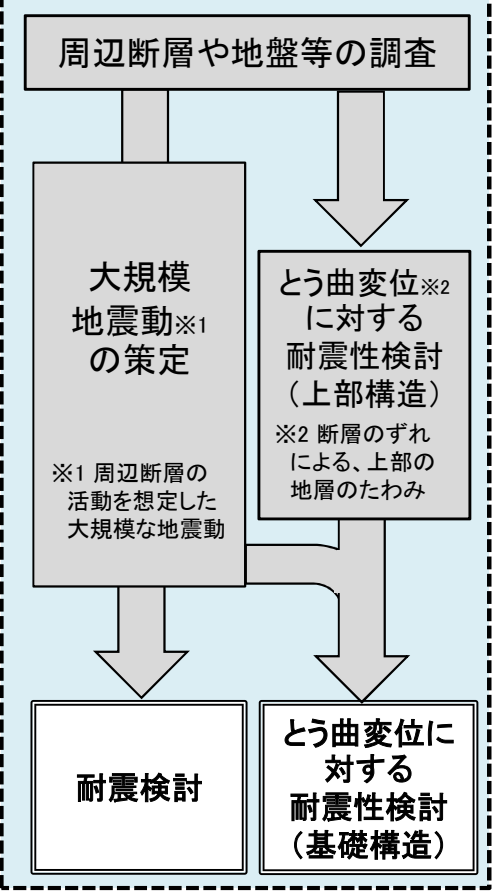 周辺断層や地盤等の調査
大規模
地震動※1
の策定
※1 周辺断層の
活動を想定した
大規模な地震動
とう曲変位※2
に対する
耐震性検討
（上部構造）
※2 断層のずれ
による、上部の
地層のたわみ
耐震検討
とう曲変位に
対する
耐震性検討
（基礎構造）